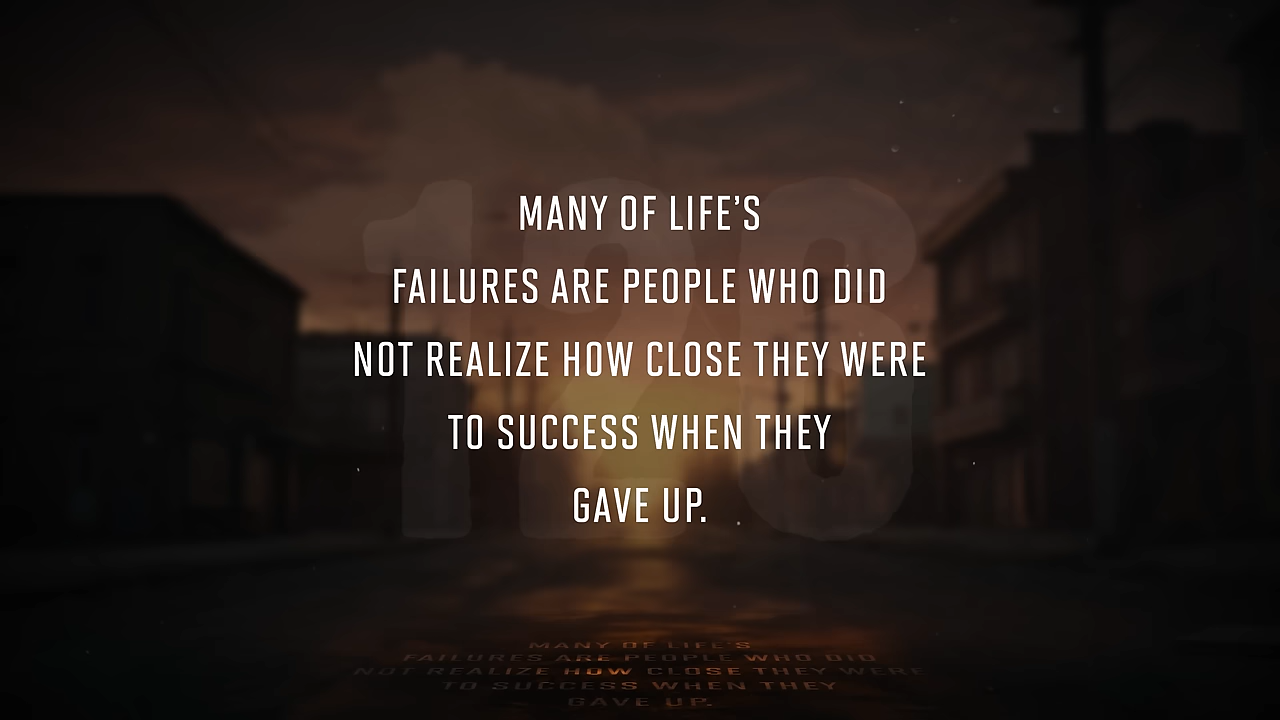 MANY OF LIFE’S
FAILURES ARE PEOPLE WHO DID
NOT REALIZE HOW CLOSE THEY WERE
TO SUCCESS WHEN THEY
GAVE UP.
126
MANY OF LIFE’S
FAILURES ARE PEOPLE WHO DID
NOT REALIZE HOW CLOSE THEY WERE
TO SUCCESS WHEN THEY
GAVE UP.